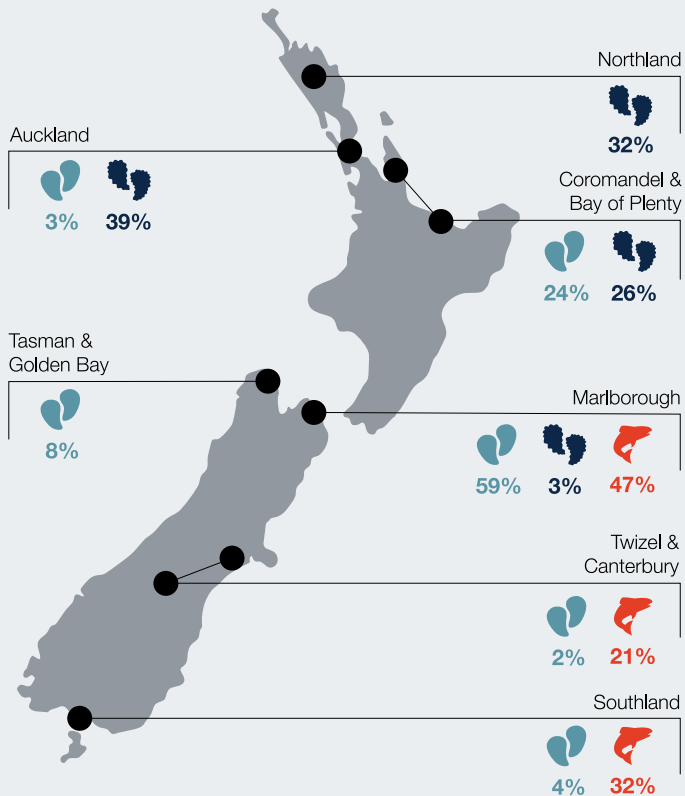 Northland
32%
Auckland
3% 39%
Coromandel &
Bay of Plenty
24% 26%
Tasman &
Golden Bay
8%
Marlborough
59% 3% 47%
Twizel &
Canterbury
2% 21%
Southland
4% 32%